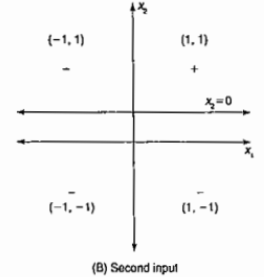 x₂
{-1, 1)
(1, 1}
-
+
x₂=0
x₁
-
-
(-1, -1)
(1, -1)
(B) Second input